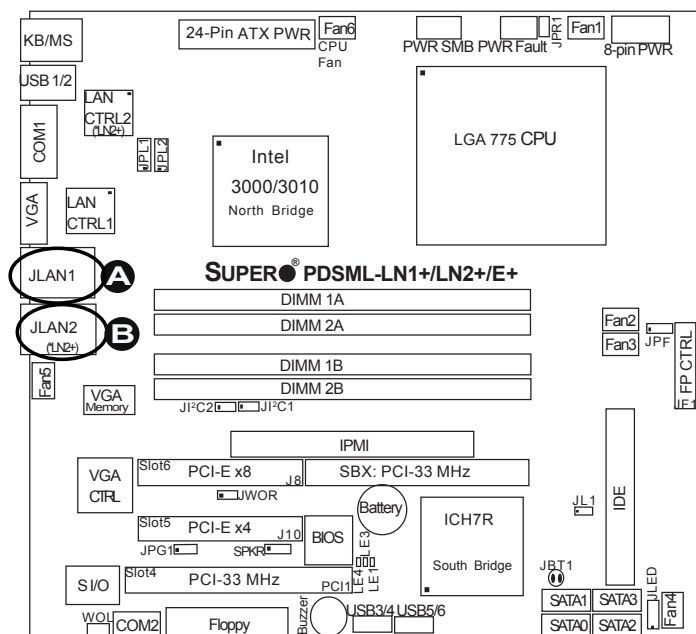 KB/MS
24-Pin ATX PWR
Fan6
CPU
Fan
PWR SMB
PWR Fault
JPR1
Fan1
8-pin PWR
USB 1/2
LAN
CTRL2
(*LN2+)
COM1
JPL1
JPL2
Intel
3000/3010
North Bridge
LGA 775 CPU
VGA
LAN
CTRL1
JLAN1
A
SUPER® PDSML-LN1+/LN2+/E+
JLAN2
(*LN2+)
B
DIMM 1A
DIMM 2A
DIMM 1B
DIMM 2B
Fan2
Fan3
JPF
FP CTRL
JF1
Fan5
VGA
Memory
JI²C2
JI²C1
IPMI
VGA
CTRL
Slot6
PCI-E x8
J8
SBX: PCI-33 MHz
JWOR
Battery
ICH7R
South Bridge
JL1
IDE
Slot5
PCI-E x4
J10
BIOS
JPG1
SPKR
LE3
LE4
LE1
JBT1
S I/O
Slot4
PCI-33 MHz
PCI1
JLED
SATA1
SATA3
Fan4
WOL
COM2
Floppy
Buzzer
USB3/4
USB5/6
SATA0
SATA2